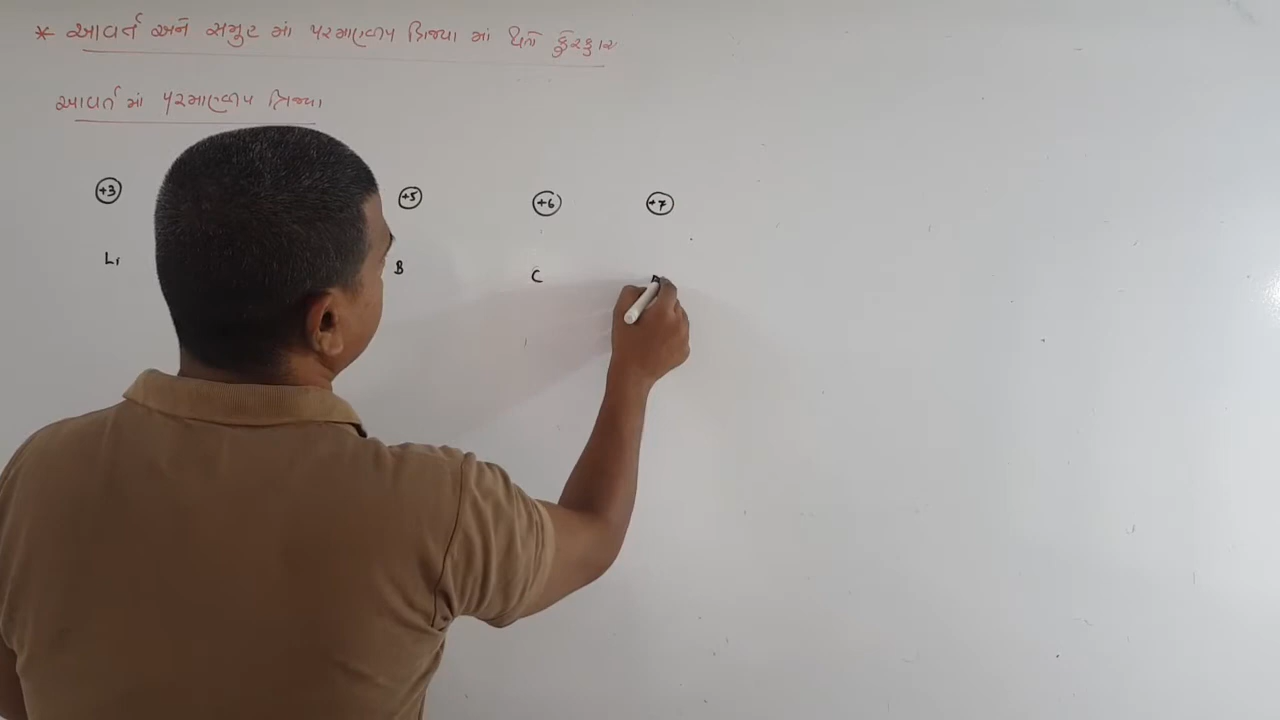 * આવર્ત અને સમુહ માં પરમાણ્વીય ત્રિજ્યા માં થતો ફેરફાર
આવર્ત માં પરમાણ્વીય ત્રિજ્યા
+3 +5 +6 +7
Li B C